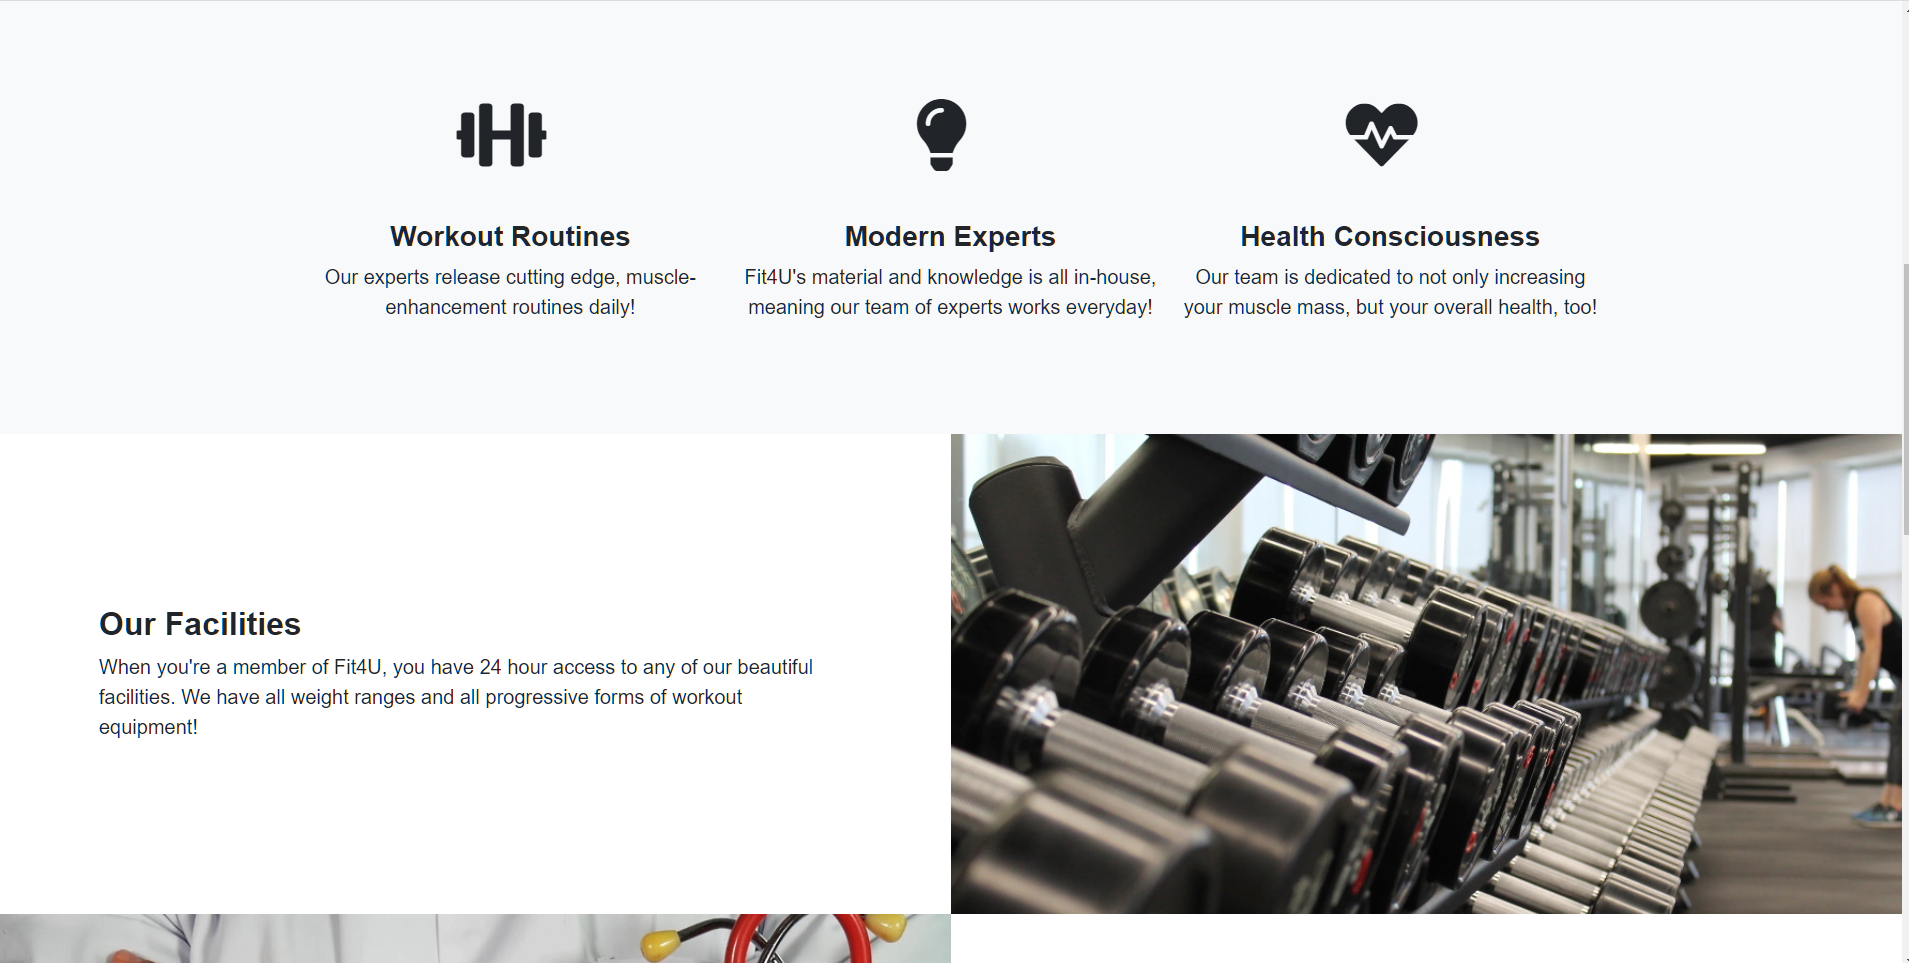 Workout Routines
Our experts release cutting edge, muscle-
enhancement routines daily!
Modern Experts
Fit4U's material and knowledge is all in-house,
meaning our team of experts works everyday!
Health Consciousness
Our team is dedicated to not only increasing
your muscle mass, but your overall health, too!
Our Facilities
When you're a member of Fit4U, you have 24 hour access to any of our beautiful
facilities. We have all weight ranges and all progressive forms of workout
equipment!